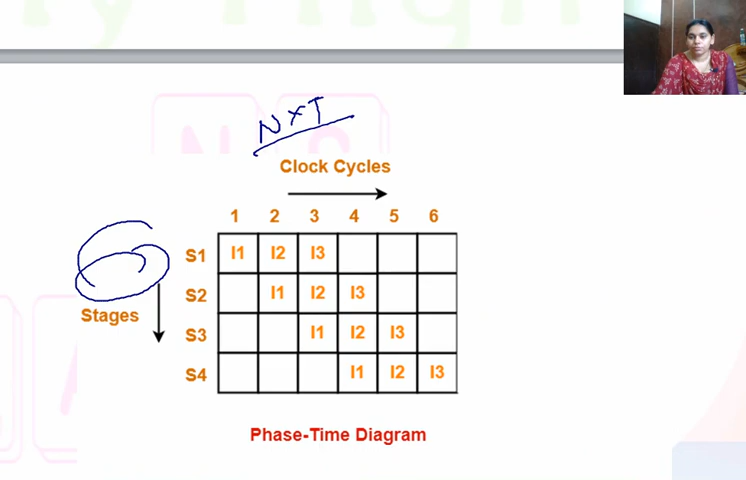 N×T
Clock Cycles
1 2 3 4 5 6
S1 I1 I2 I3
6
S2 I1 I2 I3
Stages
S3 I1 I2 I3
S4 I1 I2 I3
Phase-Time Diagram